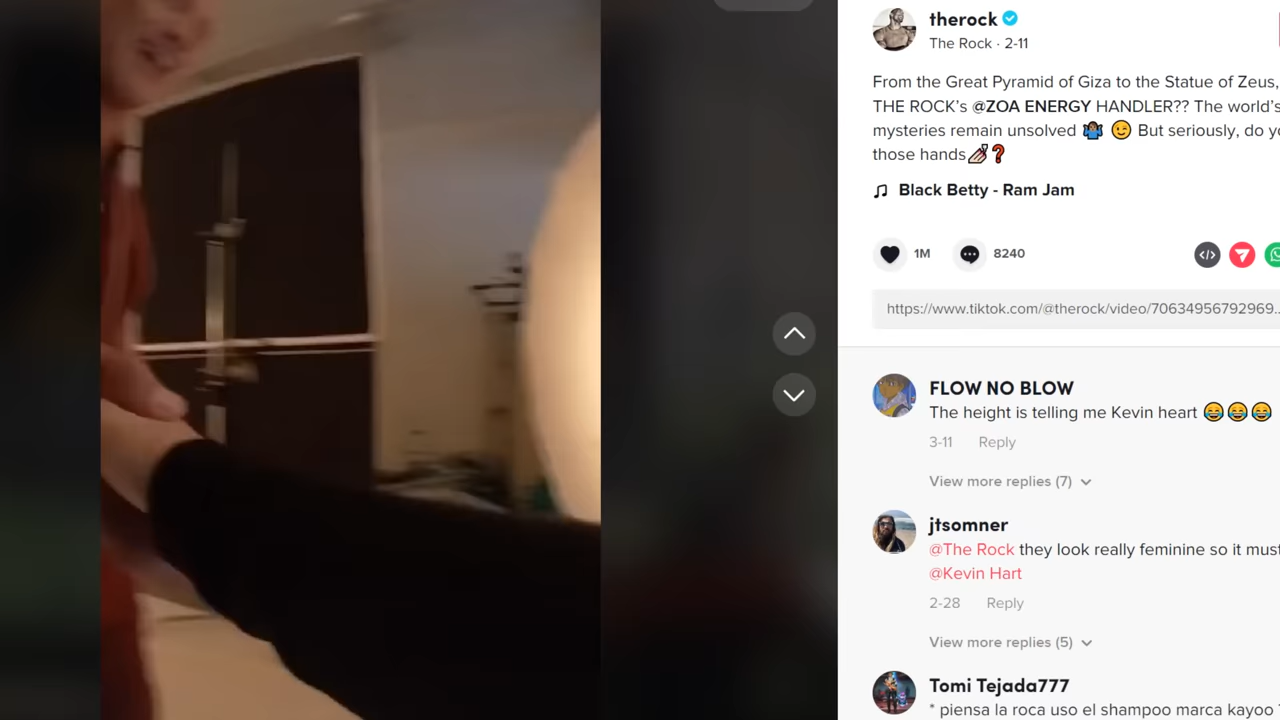 therock
The Rock · 2-11
From the Great Pyramid of Giza to the Statue of Zeus,
THE ROCK's @ZOA ENERGY HANDLER?? The world's
mysteries remain unsolved 🤷🏾‍♂️ 😉 But seriously, do
those hands💅🏼❓
Black Betty - Ram Jam
1M
8240
https://www.tiktok.com/@therock/video/70634956792969...
FLOW NO BLOW
The height is telling me Kevin heart 😂😂😂
3-11 Reply
View more replies (7)
jtsomner
@The Rock they look really feminine so it must
@Kevin Hart
2-28 Reply
View more replies (5)
Tomi Tejada777
* piensa la roca uso el shampoo marca kayoo